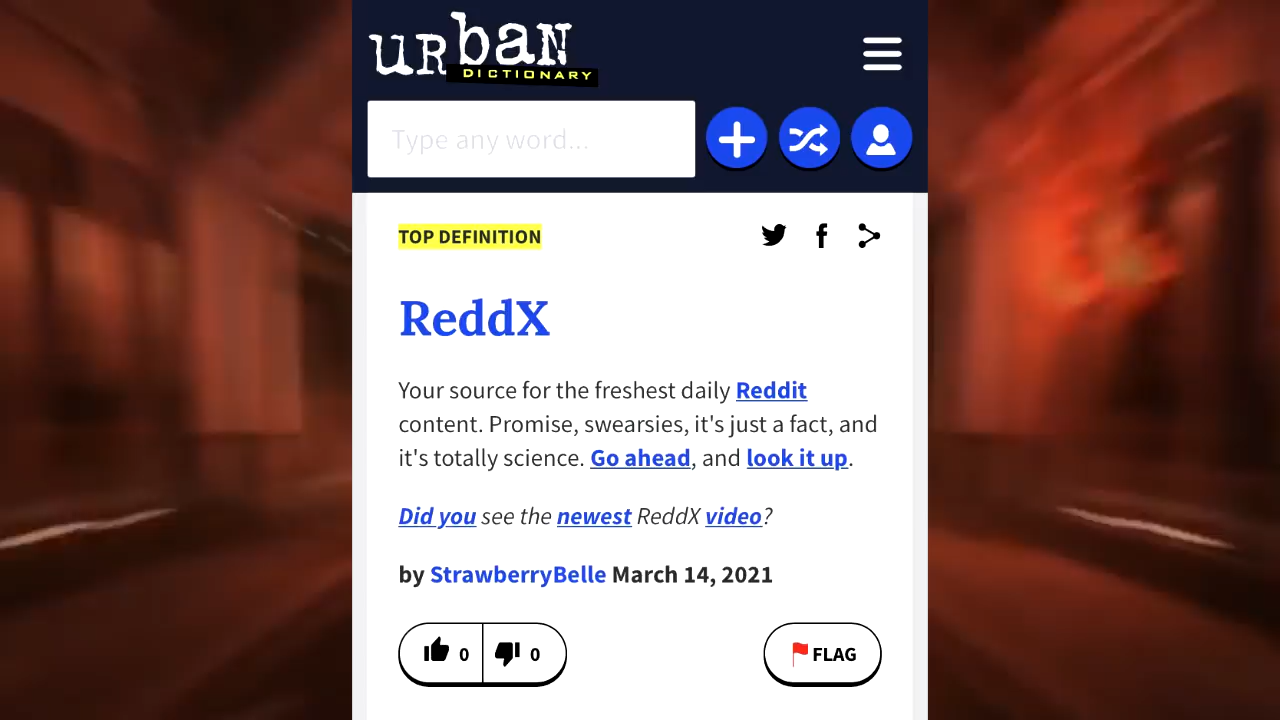 urban
DICTIONARY
Type any word...
TOP DEFINITION
ReddX
Your source for the freshest daily Reddit
content. Promise, swearsies, it's just a fact, and
it's totally science. Go ahead, and look it up.
Did you see the newest ReddX video?
by StrawberryBelle March 14, 2021
0 0 FLAG